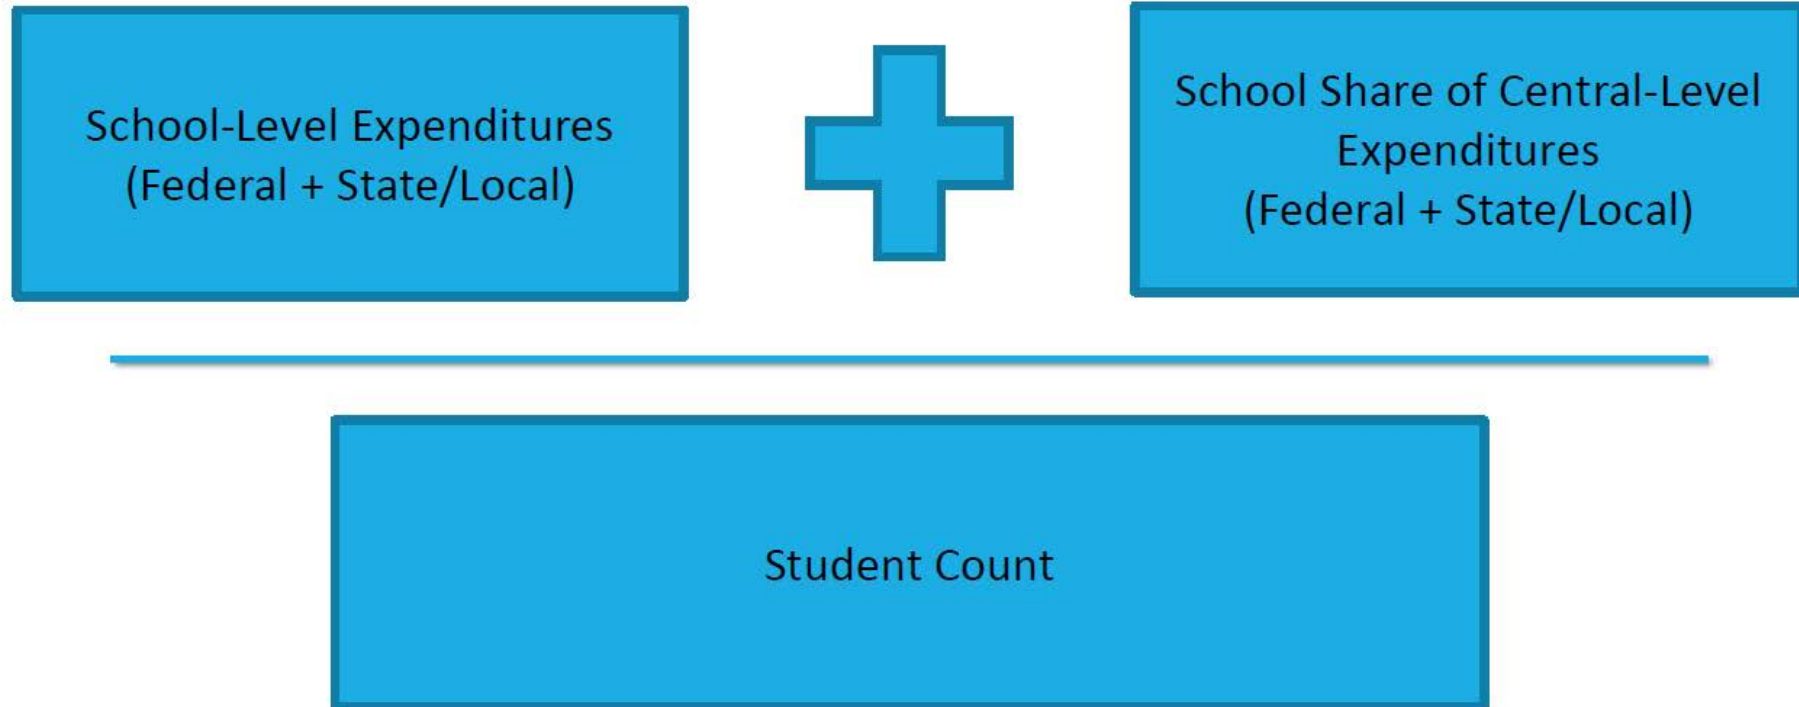 School-Level Expenditures
(Federal + State/Local)
School Share of Central-Level
Expenditures
(Federal + State/Local)
Student Count